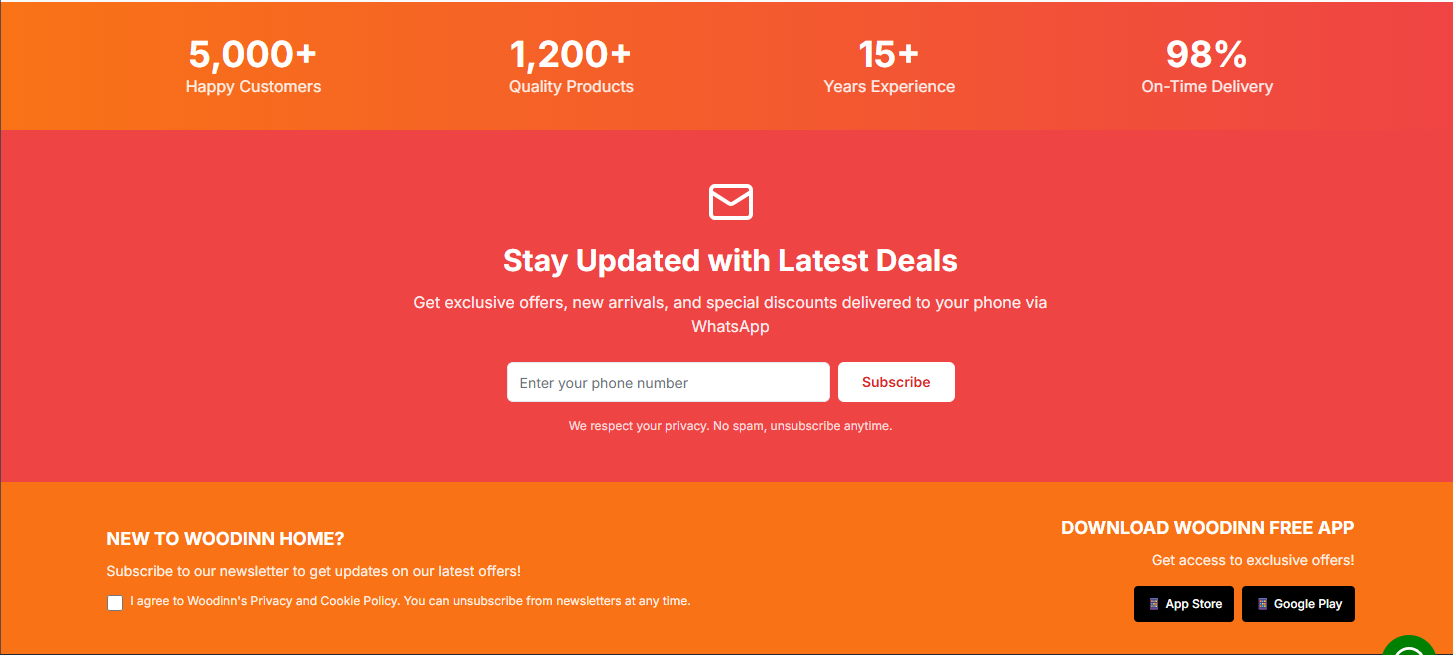 5,000+
Happy Customers
1,200+
Quality Products
15+
Years Experience
98%
On-Time Delivery
Stay Updated with Latest Deals
Get exclusive offers, new arrivals, and special discounts delivered to your phone via
WhatsApp
Enter your phone number
Subscribe
We respect your privacy. No spam, unsubscribe anytime.
NEW TO WOODINN HOME?
Subscribe to our newsletter to get updates on our latest offers!
I agree to Woodinn's Privacy and Cookie Policy. You can unsubscribe from newsletters at any time.
DOWNLOAD WOODINN FREE APP
Get access to exclusive offers!
App Store
Google Play